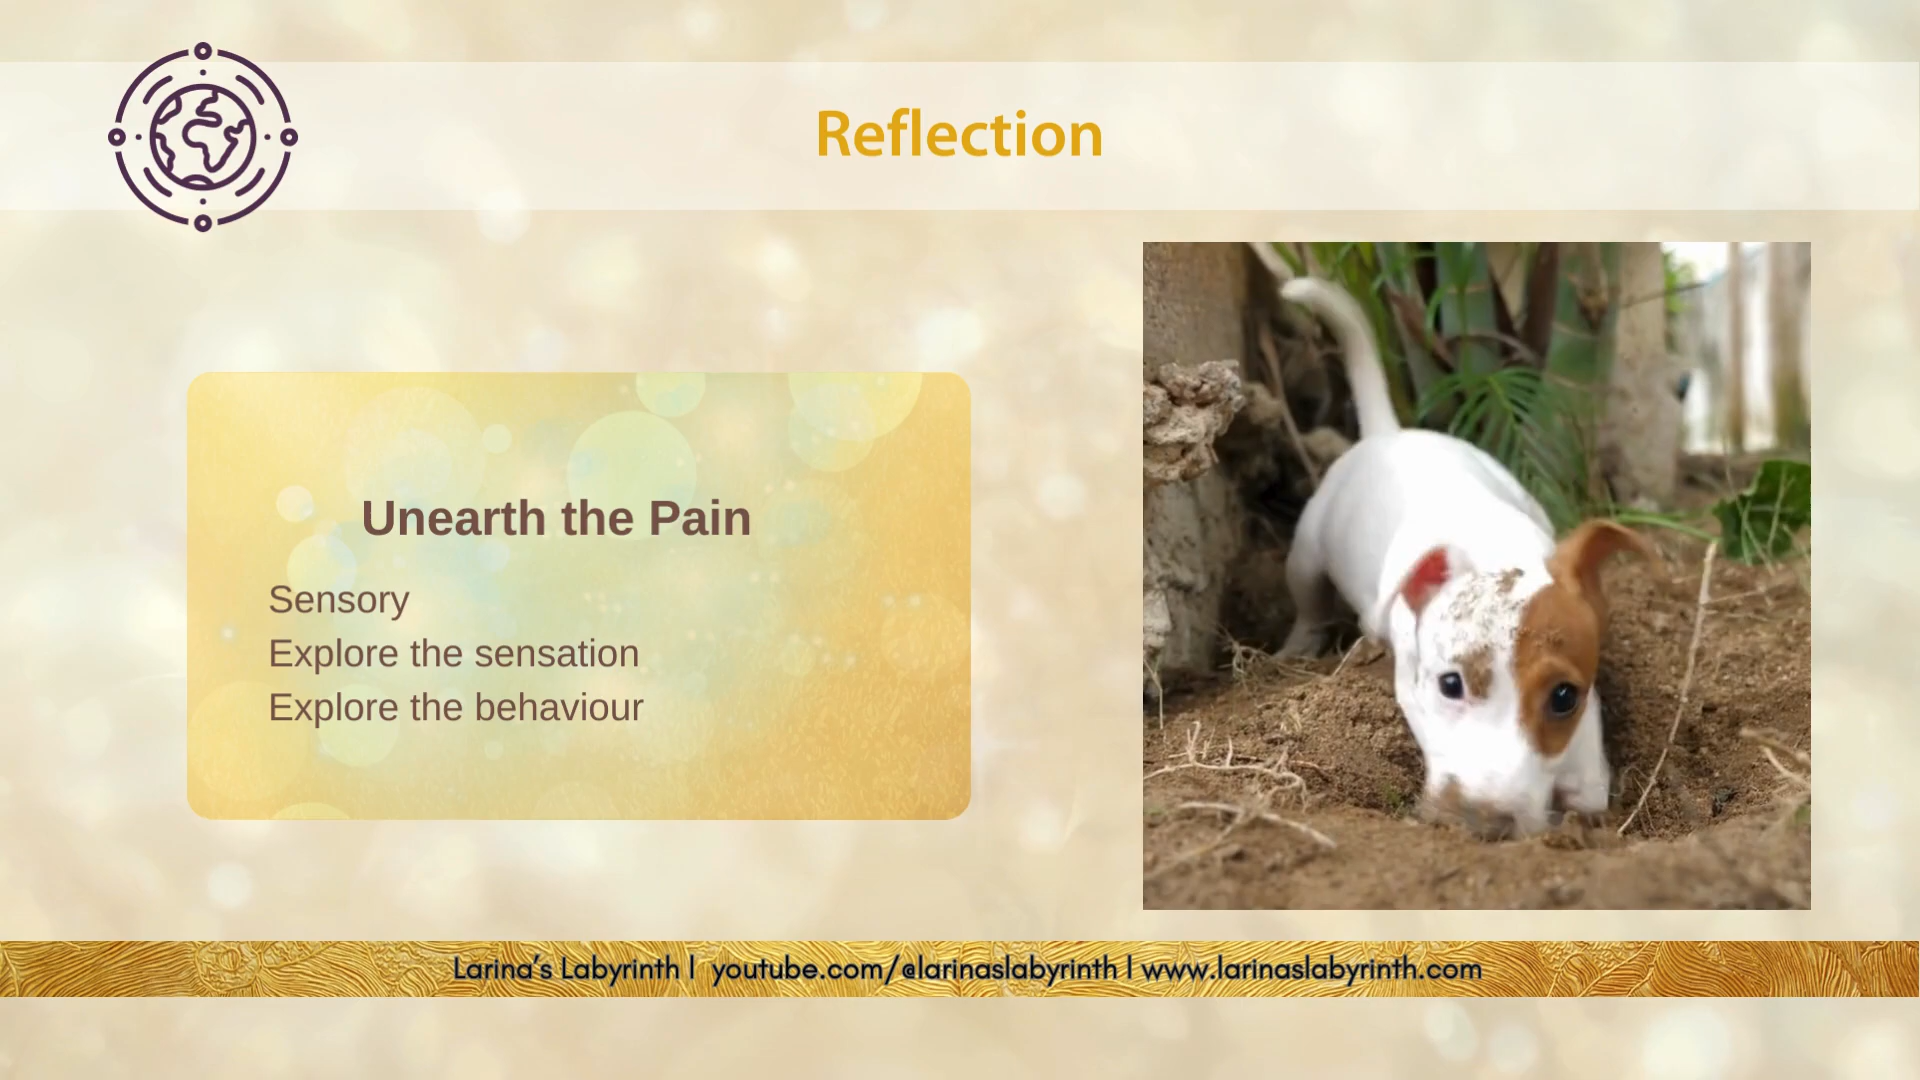 Reflection
Unearth the Pain
Sensory
Explore the sensation
Explore the behaviour
Larina's Labyrinth | youtube.com/@larinaslabyrinth | www.larinaslabyrinth.com